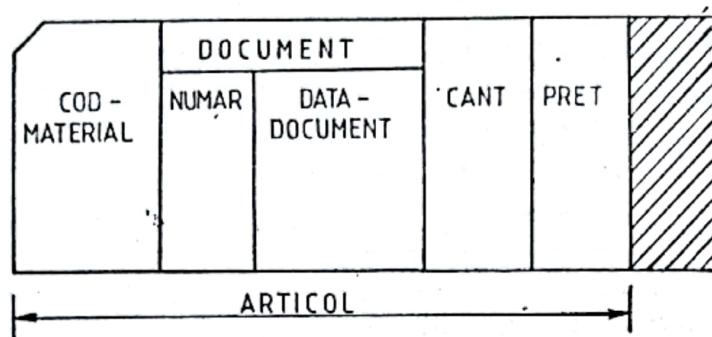 DOCUMENT
COD-
MATERIAL
NUMAR
DATA-
DOCUMENT
CANT
PRET
ARTICOL